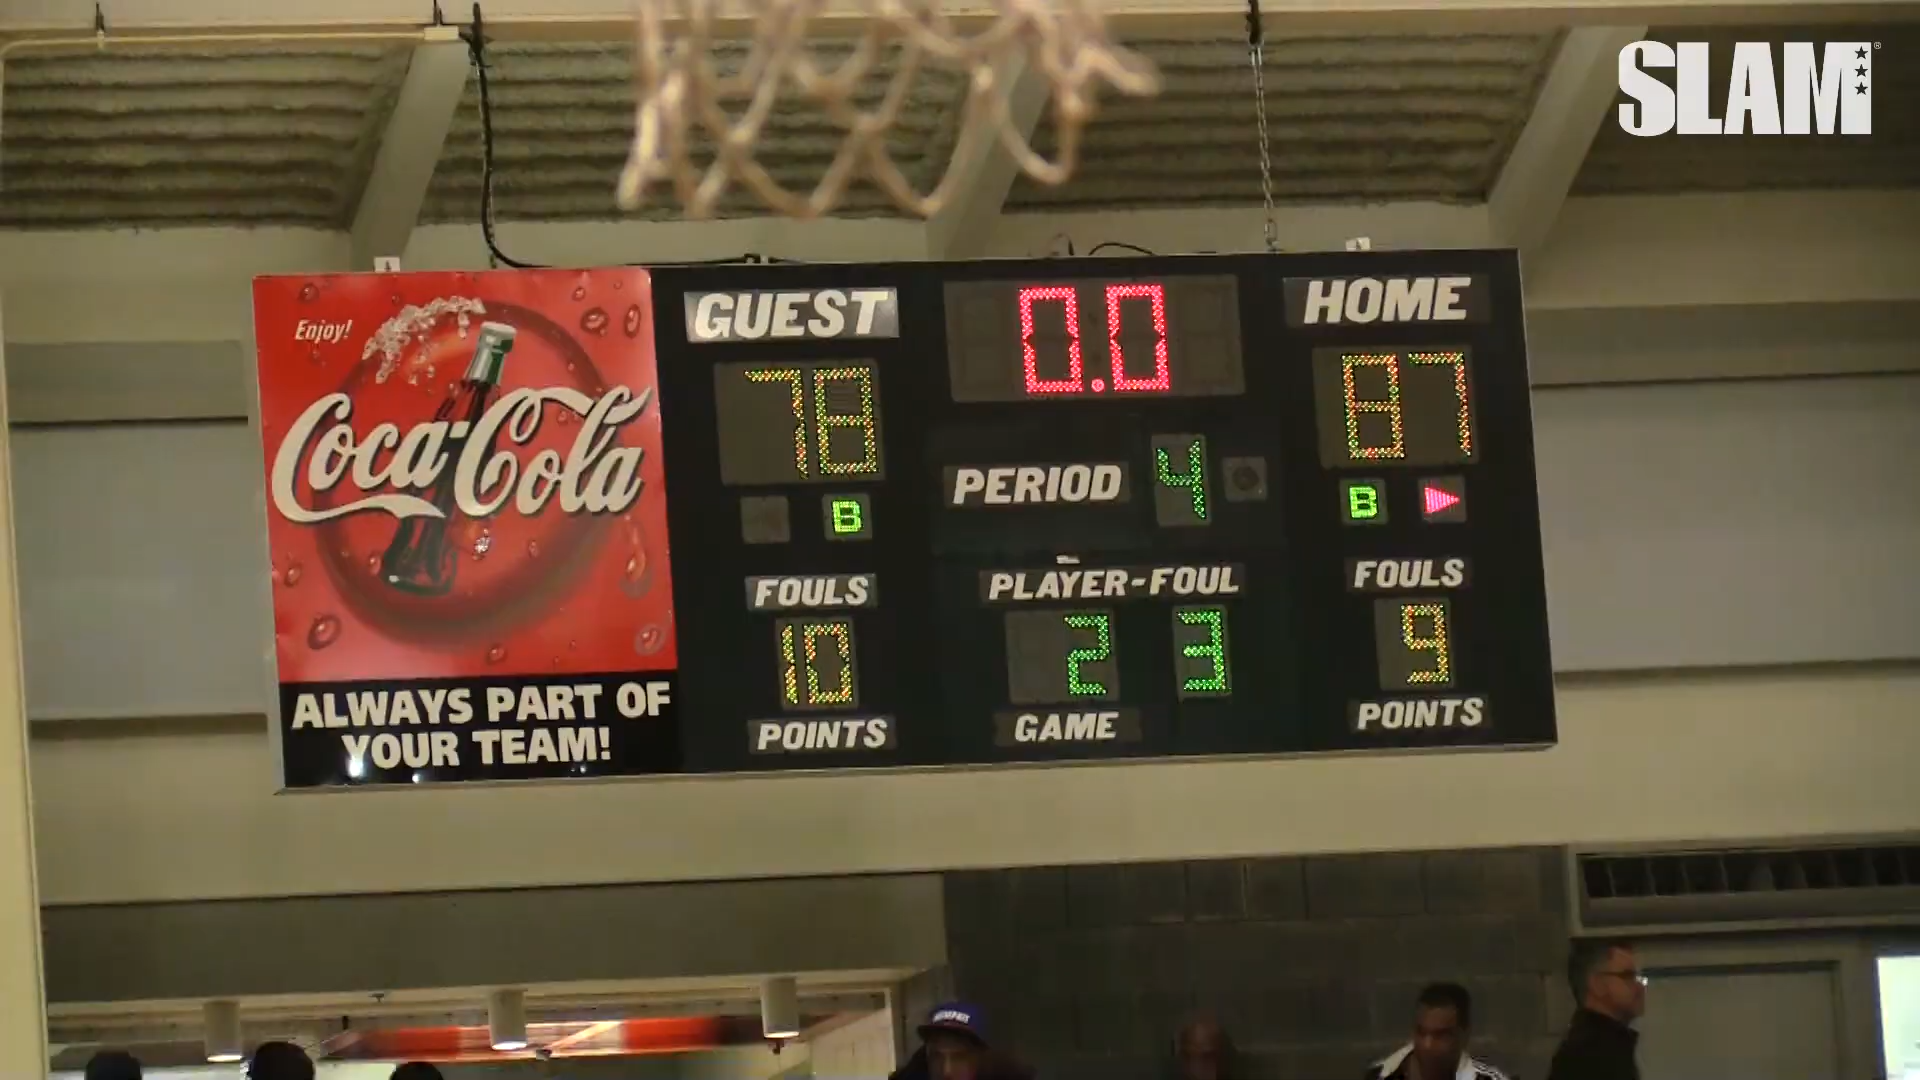 SLAM®
Enjoy!
Coca-Cola
ALWAYS PART OF
YOUR TEAM!
GUEST
78
B
FOULS
10
POINTS
0.0
PERIOD 4
PLAYER-FOUL
2 3
GAME
HOME
87
B
FOULS
9
POINTS